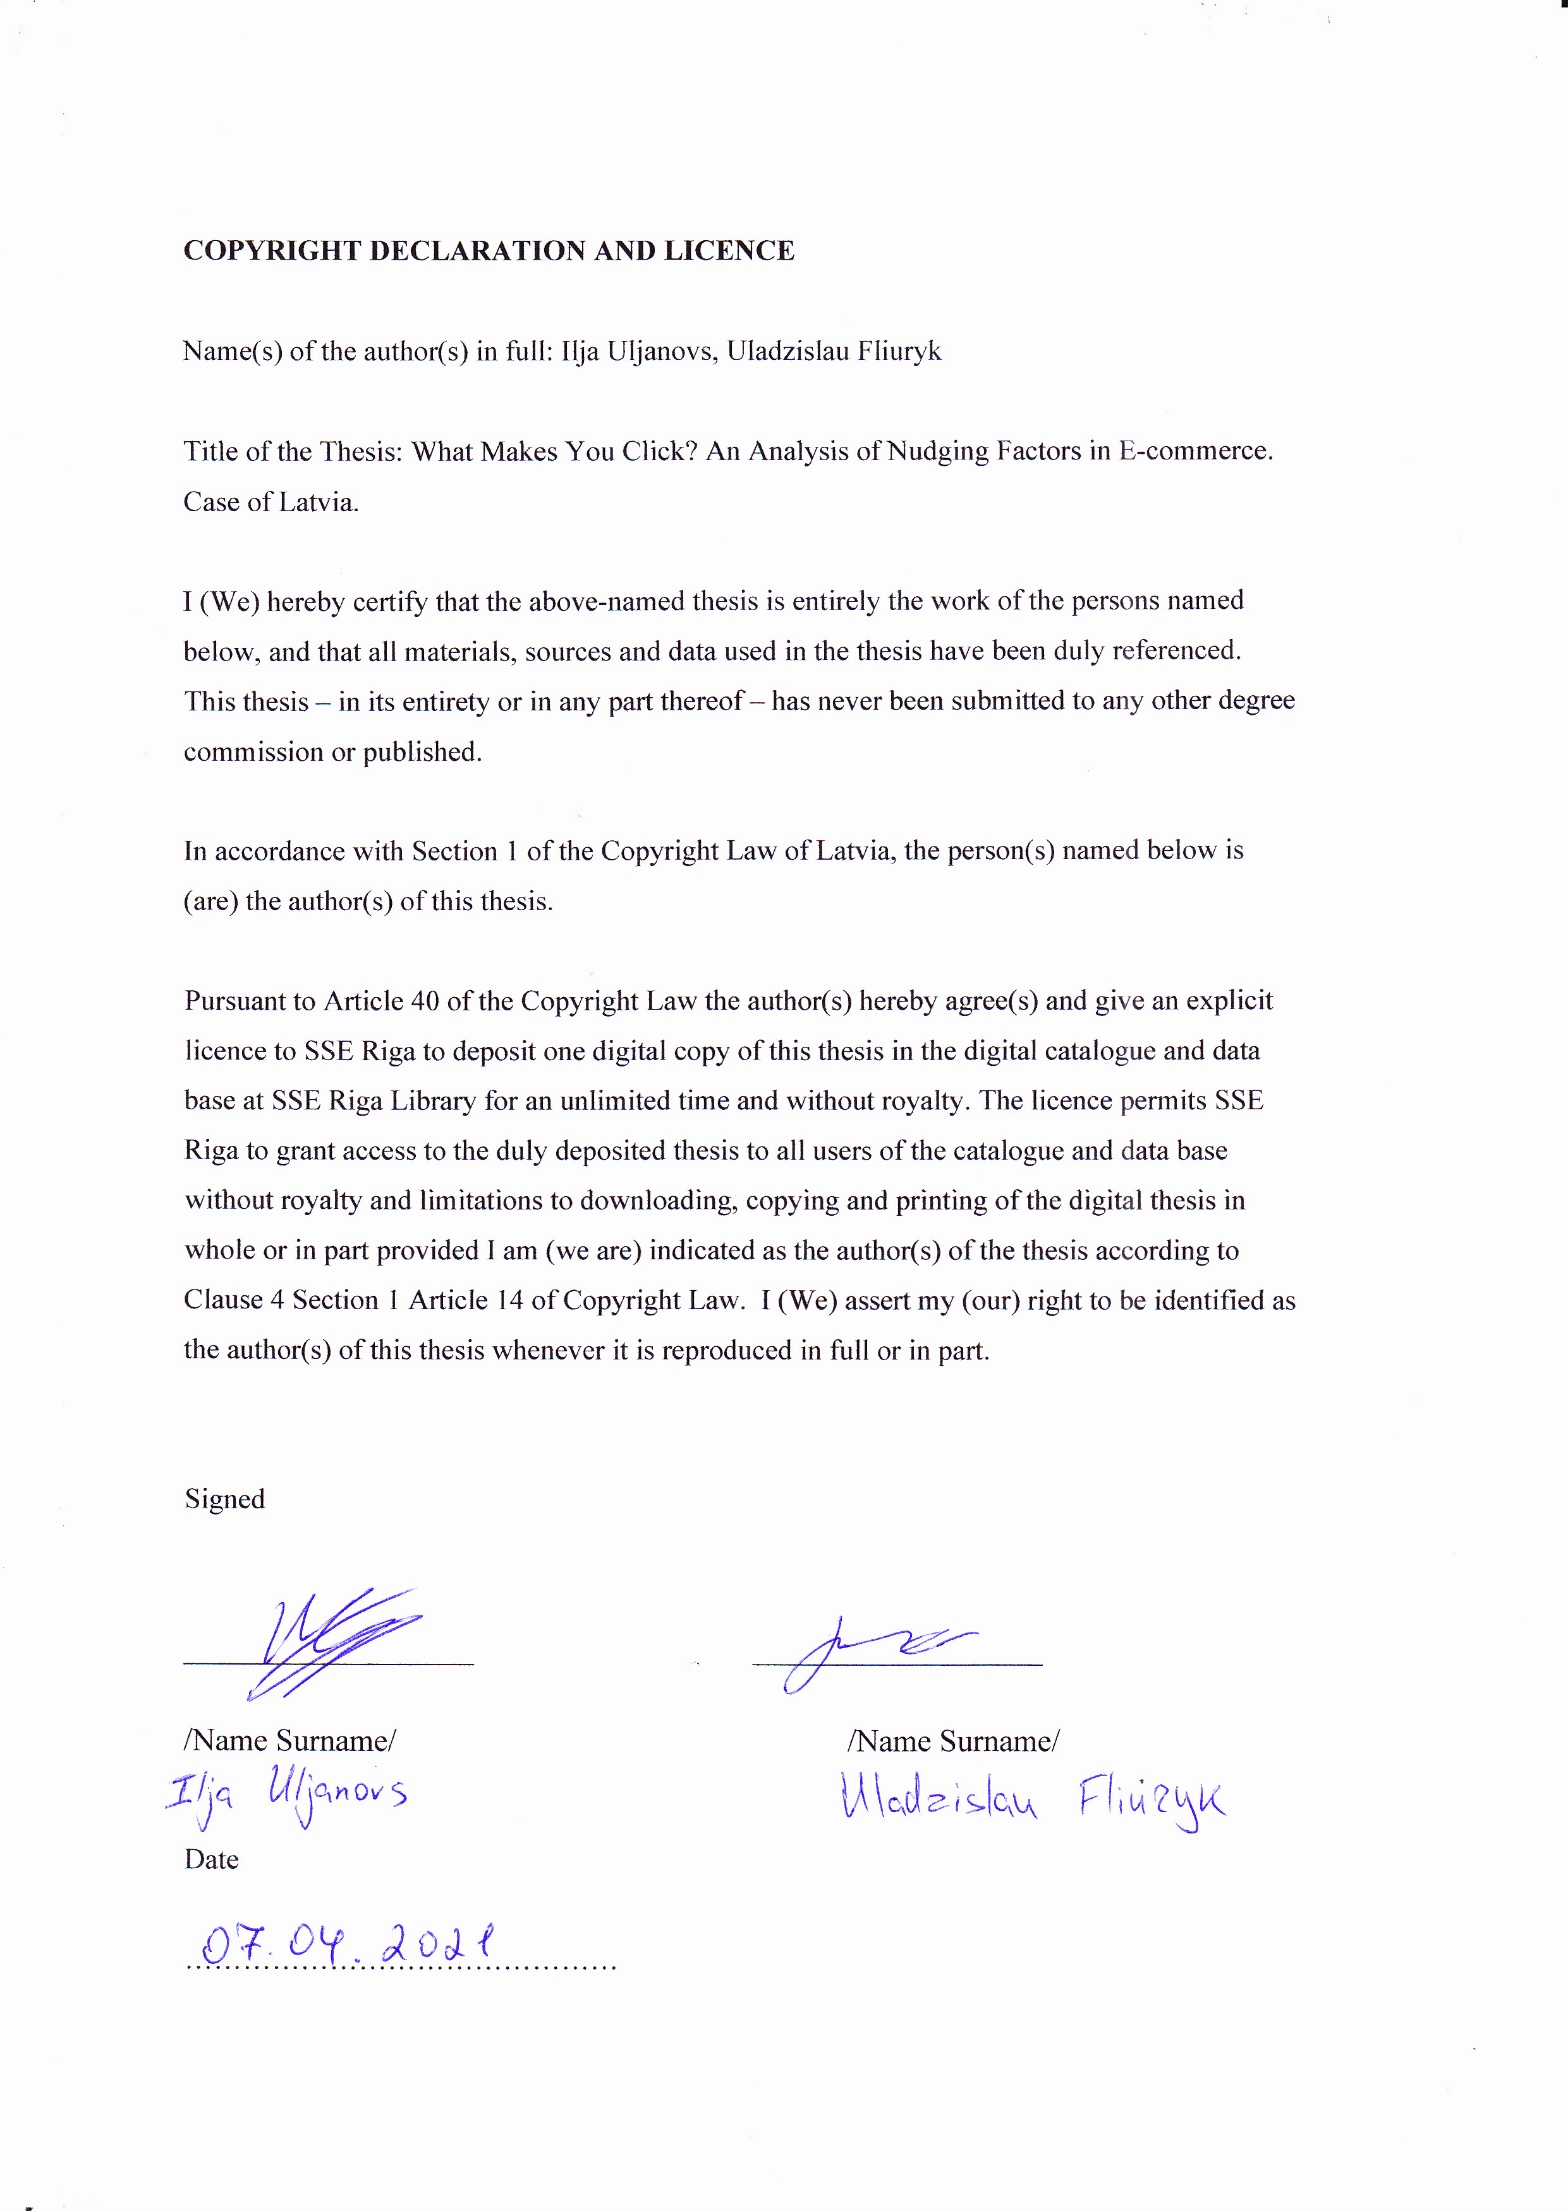 COPYRIGHT DECLARATION AND LICENCE
Name(s) of the author(s) in full: Ilja Uljanovs, Uladzislau Fliuryk
Title of the Thesis: What Makes You Click? An Analysis of Nudging Factors in E-commerce.
Case of Latvia.
I (We) hereby certify that the above-named thesis is entirely the work of the persons named
below, and that all materials, sources and data used in the thesis have been duly referenced.
This thesis – in its entirety or in any part thereof – has never been submitted to any other degree
commission or published.
In accordance with Section 1 of the Copyright Law of Latvia, the person(s) named below is
(are) the author(s) of this thesis.
Pursuant to Article 40 of the Copyright Law the author(s) hereby agree(s) and give an explicit
licence to SSE Riga to deposit one digital copy of this thesis in the digital catalogue and data
base at SSE Riga Library for an unlimited time and without royalty. The licence permits SSE
Riga to grant access to the duly deposited thesis to all users of the catalogue and data base
without royalty and limitations to downloading, copying and printing of the digital thesis in
whole or in part provided I am (we are) indicated as the author(s) of the thesis according to
Clause 4 Section 1 Article 14 of Copyright Law.  I (We) assert my (our) right to be identified as
the author(s) of this thesis whenever it is reproduced in full or in part.
Signed
/Name Surname/ /Name Surname/
Ilja Uljanovs Uladzislau Fliuryk
Date
07.04.2021